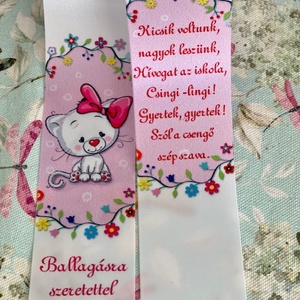 Kicsik voltunk,
nagyok leszünk,
Hívogat az iskola,
Csingi -lingi!
Gyertek, gyertek!
Szól a csengő
szép szava.
Ballagásra
szeretettel